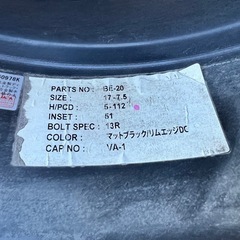 PARTS NO : BE-20
SIZE : 17-7.5
H/PCD : 5-112
INSET : 51
BOLT SPEC : 13R
COLOR : マットブラック/リムエッジDC
CAP NO : VA-1